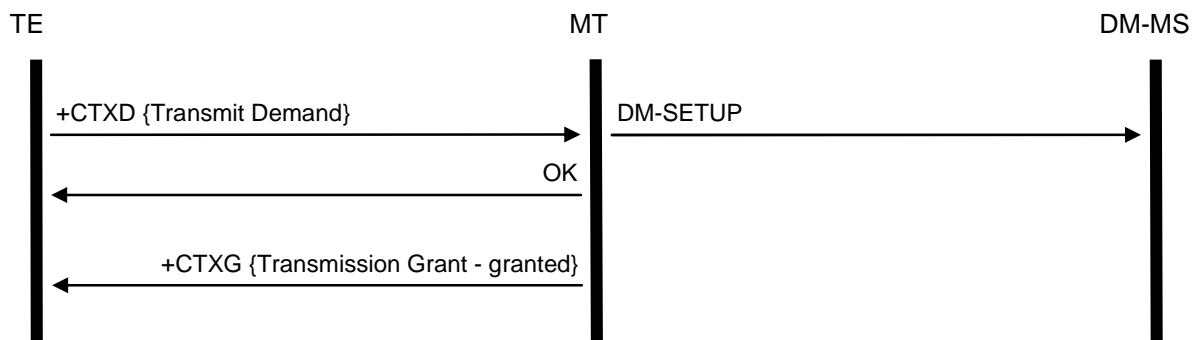 TE MT DM-MS
+CTXD {Transmit Demand} DM-SETUP
OK
+CTXG {Transmission Grant - granted}